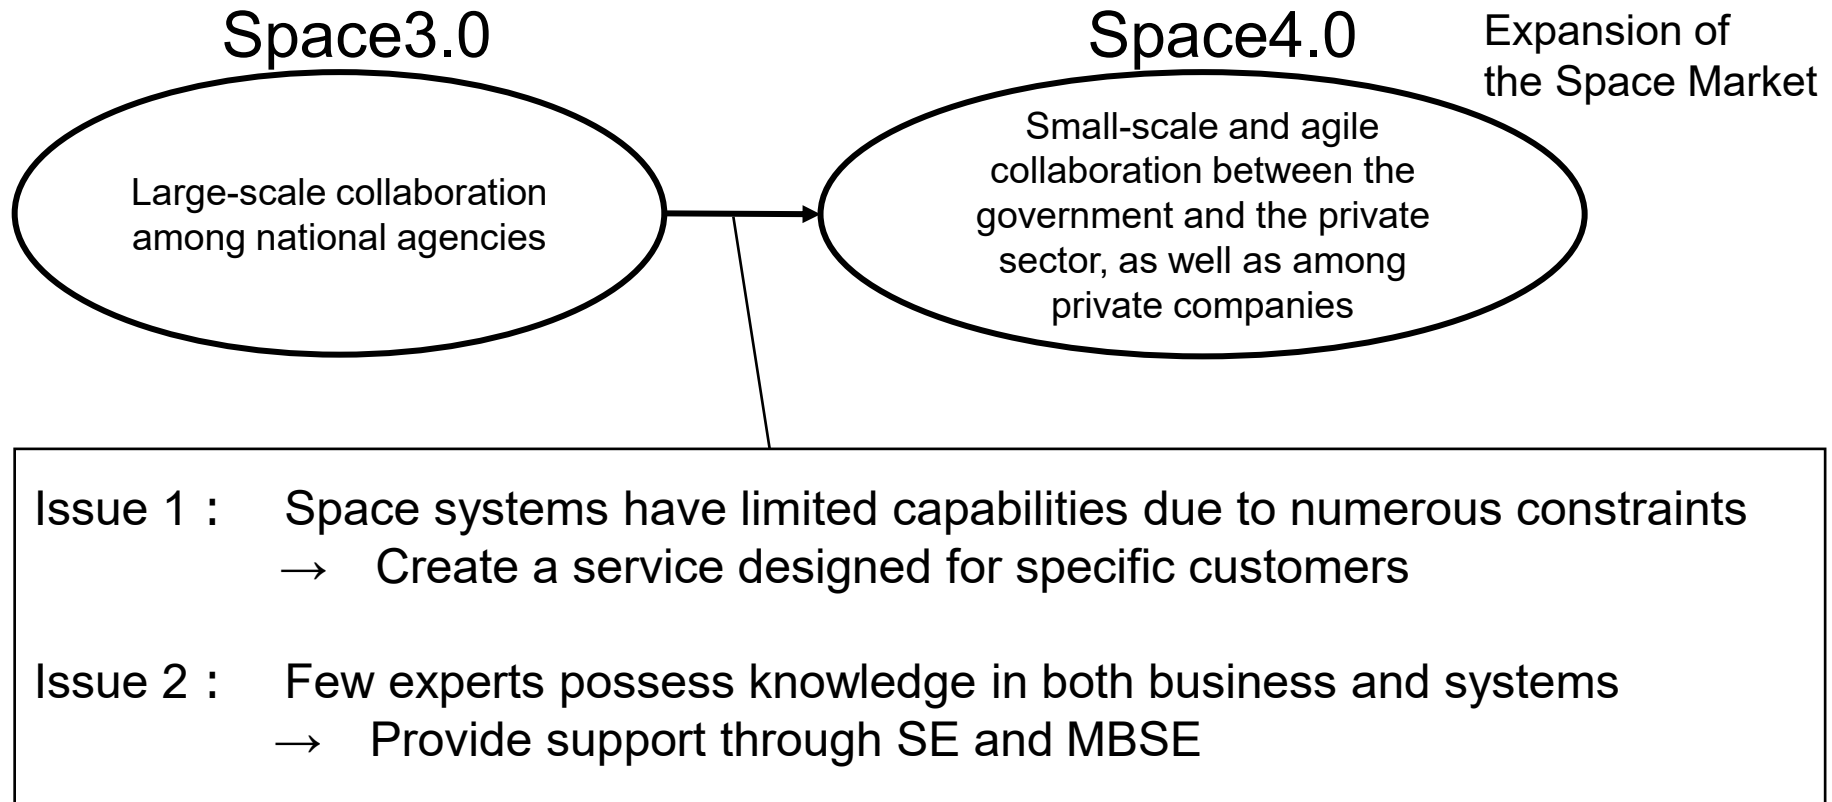 Space3.0
Space4.0
Expansion of
the Space Market
Large-scale collaboration
among national agencies
Small-scale and agile
collaboration between the
government and the private
sector, as well as among
private companies
Issue 1： Space systems have limited capabilities due to numerous constraints
→ Create a service designed for specific customers
Issue 2： Few experts possess knowledge in both business and systems
→ Provide support through SE and MBSE